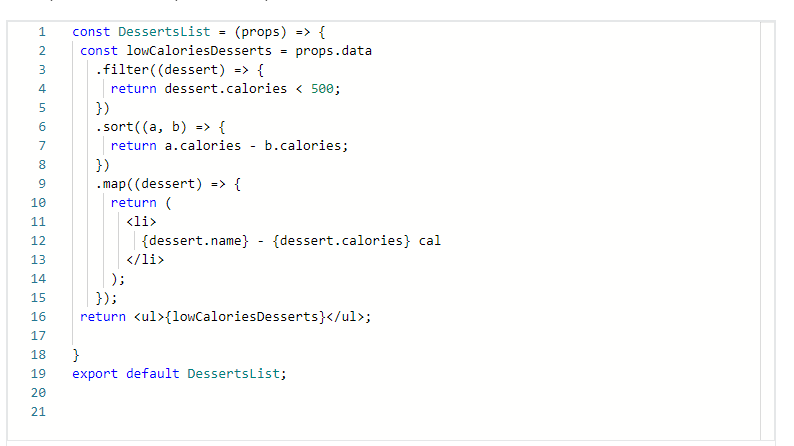 1 const DessertsList = (props) => {
2 const lowCaloriesDesserts = props.data
3 .filter((dessert) => {
4 return dessert.calories < 500;
5 })
6 .sort((a, b) => {
7 return a.calories - b.calories;
8 })
9 .map((dessert) => {
10 return (
11 <li>
12 {dessert.name} - {dessert.calories} cal
13 </li>
14 );
15 });
16 return <ul>{lowCaloriesDesserts}</ul>;
17
18 }
19 export default DessertsList;
20
21